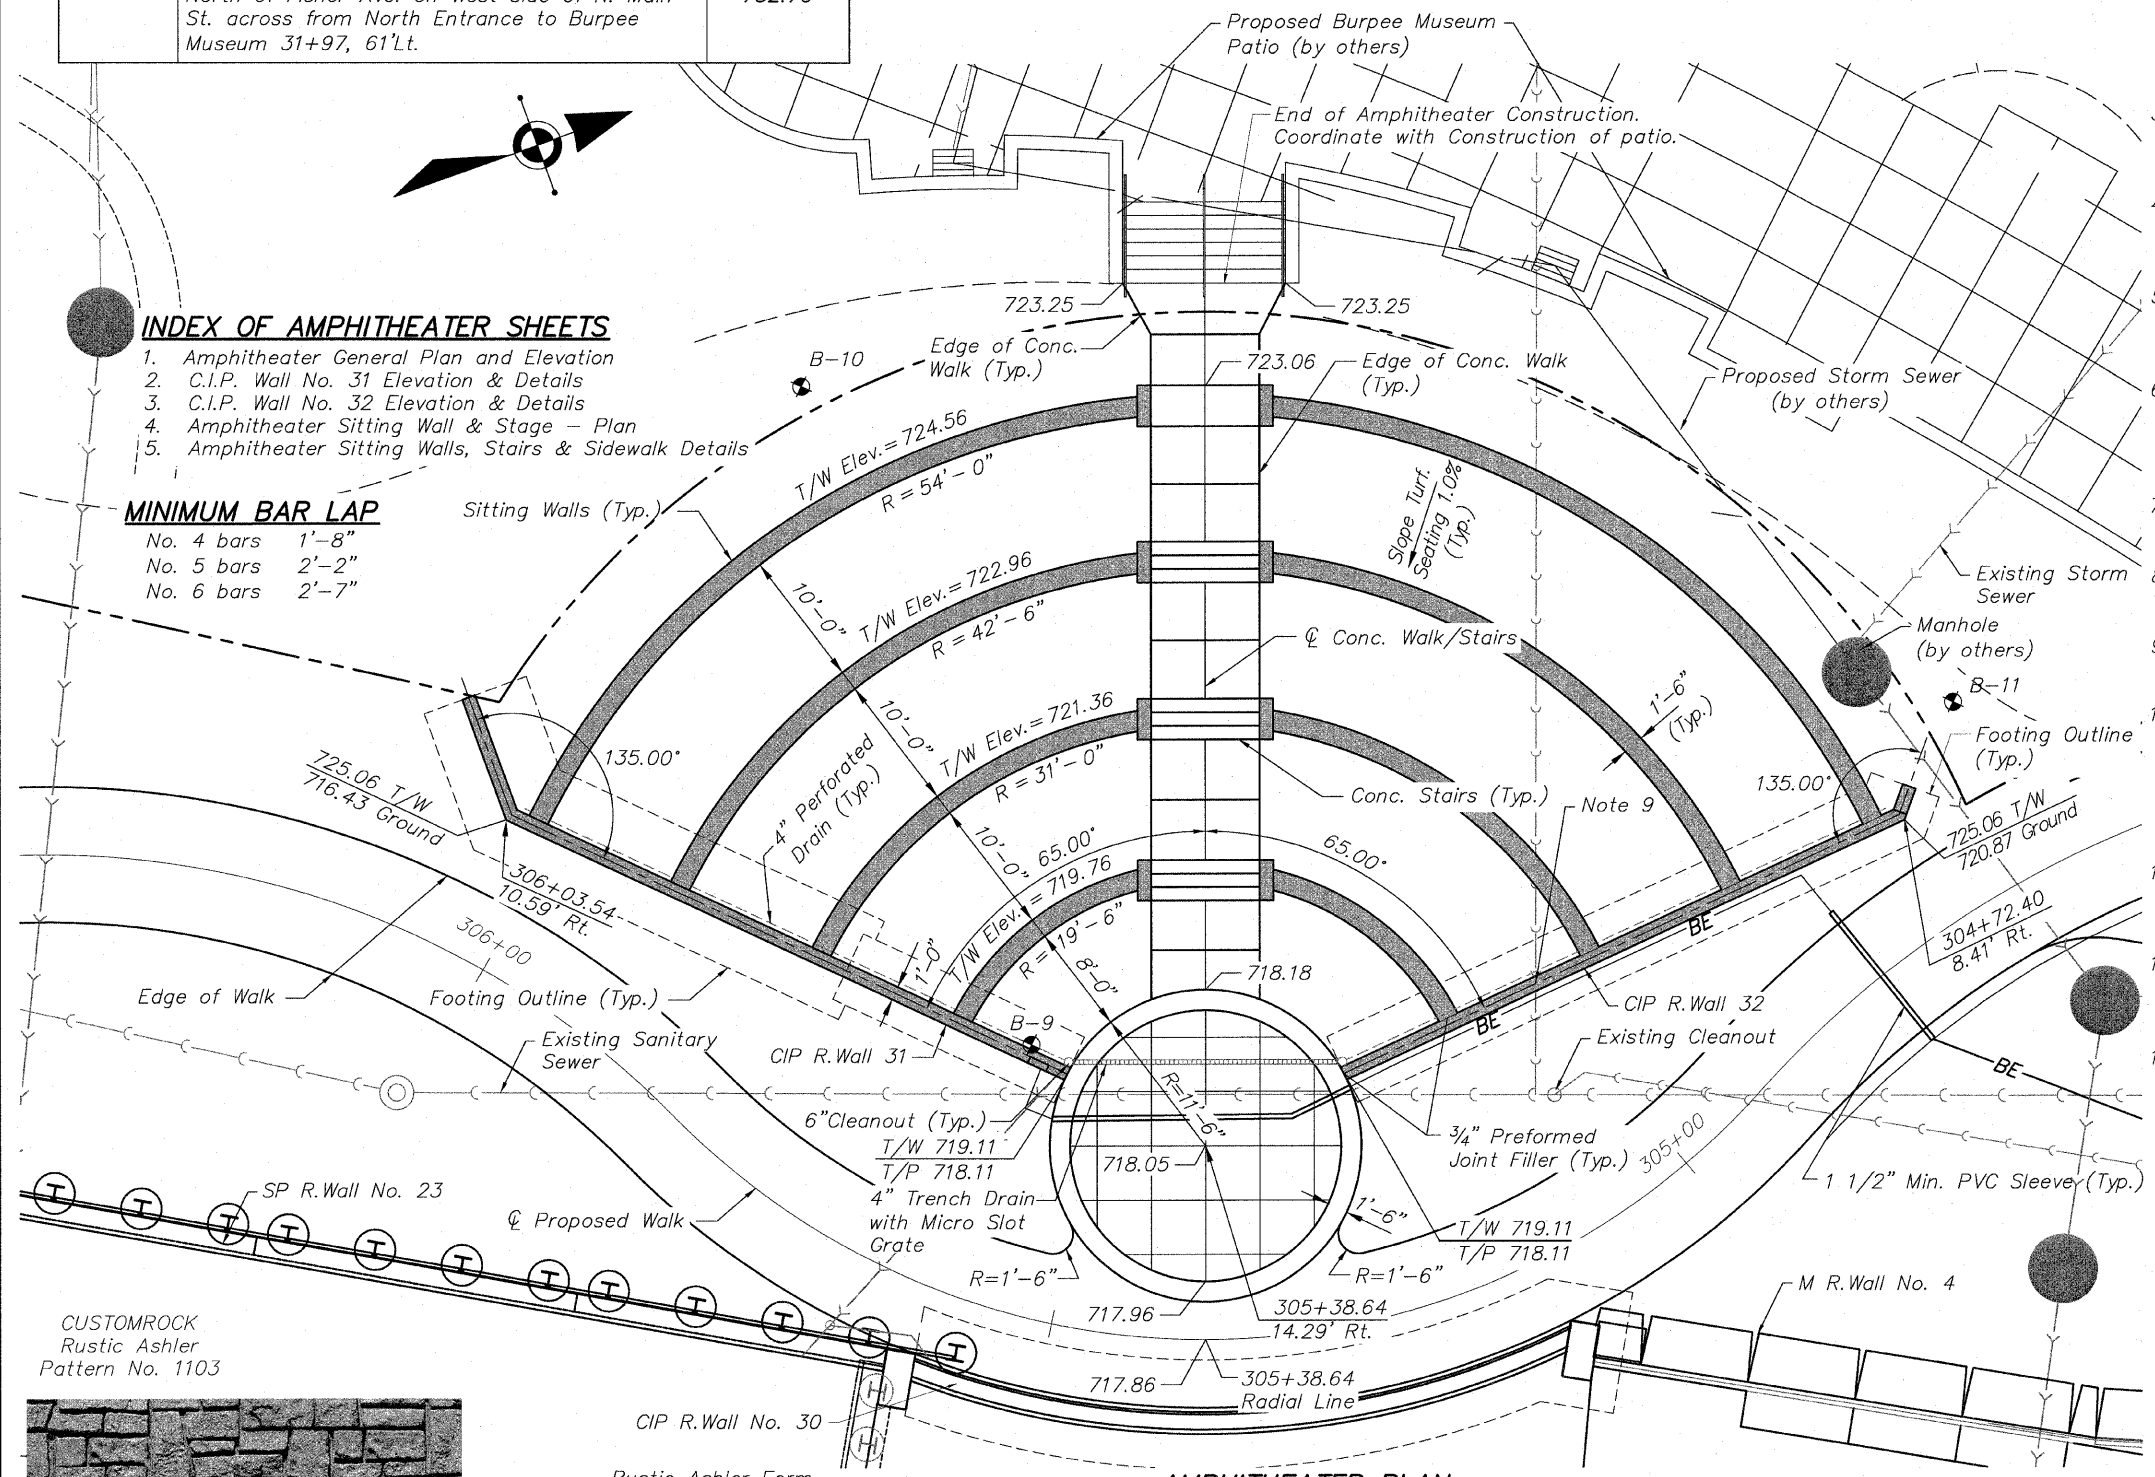 St. across from North Entrance to Burpee
Museum 31+97, 61'Lt.
Proposed Burpee Museum
Patio (by others)
End of Amphitheater Construction.
Coordinate with Construction of patio.
INDEX OF AMPHITHEATER SHEETS
1. Amphitheater General Plan and Elevation
2. C.I.P. Wall No. 31 Elevation & Details
3. C.I.P. Wall No. 32 Elevation & Details
4. Amphitheater Sitting Wall & Stage - Plan
5. Amphitheater Sitting Walls, Stairs & Sidewalk Details
MINIMUM BAR LAP
No. 4 bars 1'-8"
No. 5 bars 2'-2"
No. 6 bars 2'-7"
723.25
723.25
B-10
Edge of Conc.
Walk (Typ.)
723.06
Edge of Conc. Walk
(Typ.)
Proposed Storm Sewer
(by others)
T/W Elev.=724.56
R=54'-0"
Sitting Walls (Typ.)
Slope Turf.
Seating 1.0%
(Typ.)
T/W Elev.=722.96
R=42'-6"
10'-0"
℄ Conc. Walk/Stairs
Existing Storm
Sewer
Manhole
(by others)
B-11
Footing Outline
(Typ.)
1'-6"
(Typ.)
T/W Elev.=721.36
R=31'-0"
10'-0"
135.00°
135.00°
4" Perforated
Drain (Typ.)
Conc. Stairs (Typ.)
Note 9
725.06 T/W
716.43 Ground
725.06 T/W
720.87 Ground
10'-0"
65.00°
65.00°
T/W Elev.=719.76
R=19'-6"
306+03.54
10.59' Rt.
304+72.40
8.41' Rt.
306+00
1'-0"
8'-0"
718.18
BE
BE
BE
CIP R.Wall 32
Edge of Walk
Footing Outline (Typ.)
B-9
Existing Sanitary
Sewer
CIP R.Wall 31
Existing Cleanout
R=11'-6"
6"Cleanout (Typ.)
T/W 719.11
T/P 718.11
718.05
3/4" Preformed
Joint Filler (Typ.)
305+00
1 1/2" Min. PVC Sleeve (Typ.)
SP R.Wall No. 23
℄ Proposed Walk
4" Trench Drain
with Micro Slot
Grate
1'-6"
T/W 719.11
T/P 718.11
R=1'-6"
R=1'-6"
717.96
305+38.64
14.29' Rt.
M R.Wall No. 4
CUSTOMROCK
Rustic Ashler
Pattern No. 1103
717.86
305+38.64
Radial Line
CIP R.Wall No. 30